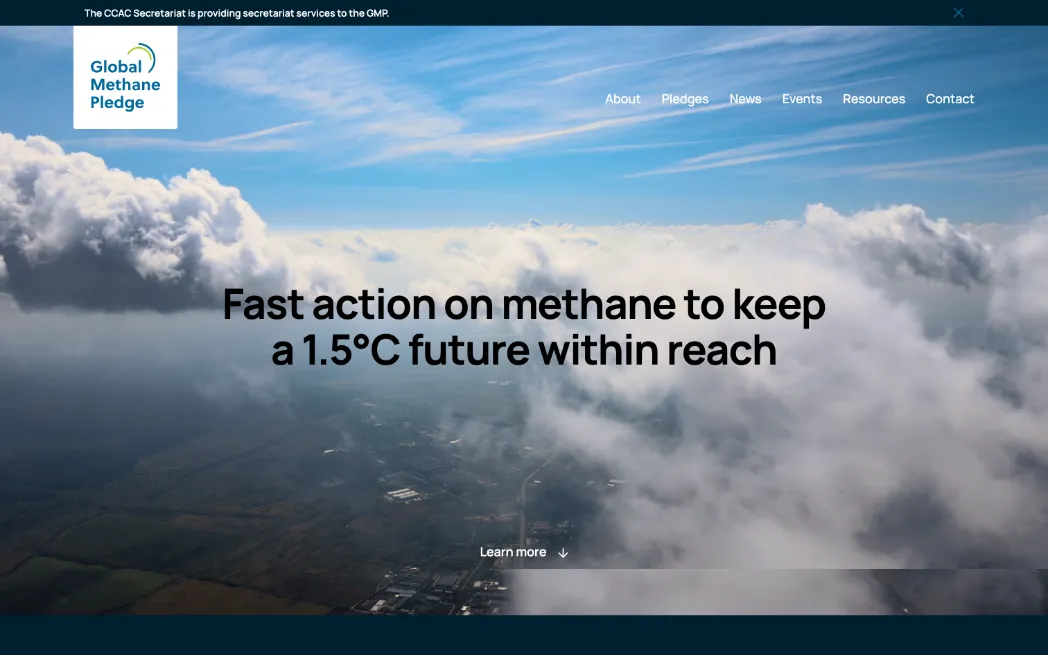 The CCAC Secretariat is providing secretariat services to the GMP.
Global
Methane
Pledge
About Pledges News Events Resources Contact
Fast action on methane to keep
a 1.5°C future within reach
Learn more